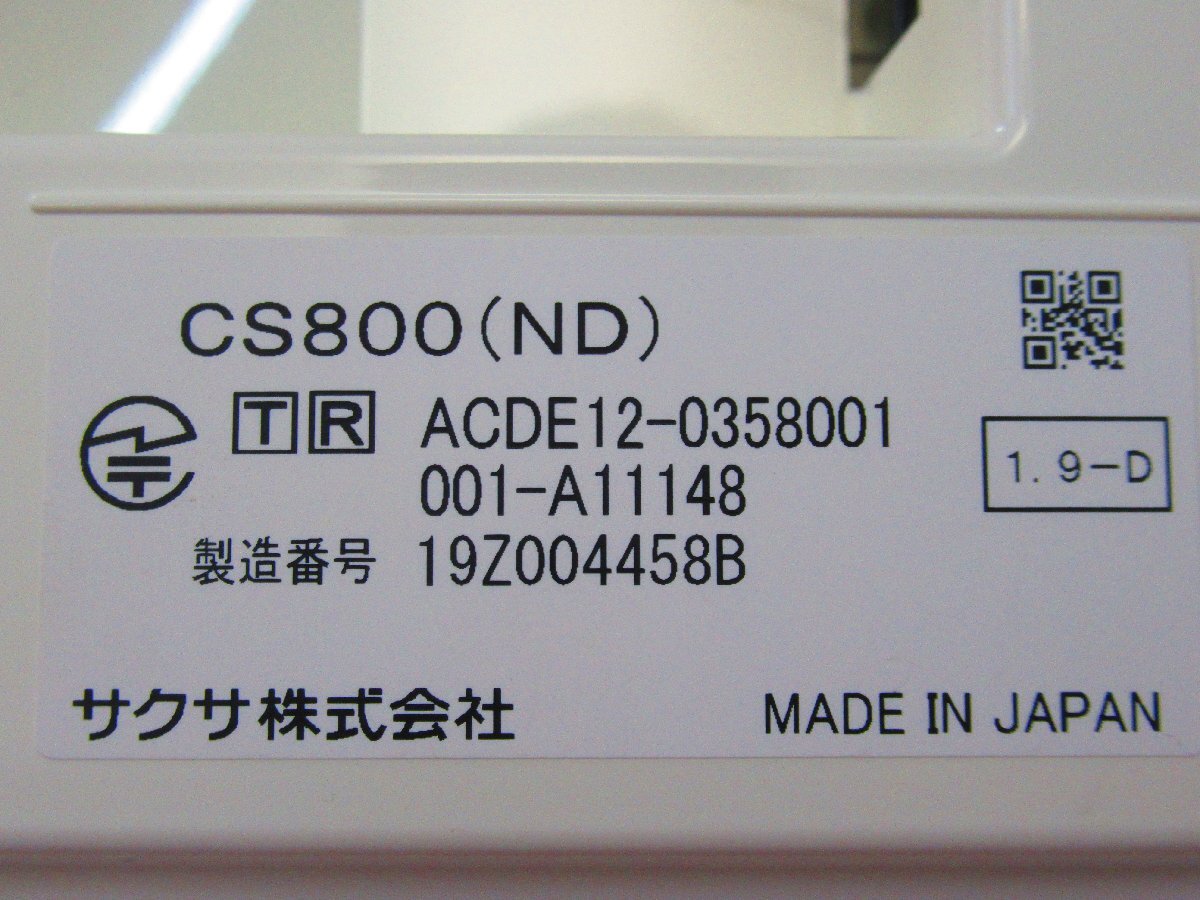 CS800(ND)
T R ACDE12-0358001
001-A11148
1.9-D
製造番号 19Z004458B
サクサ株式会社
MADE IN JAPAN